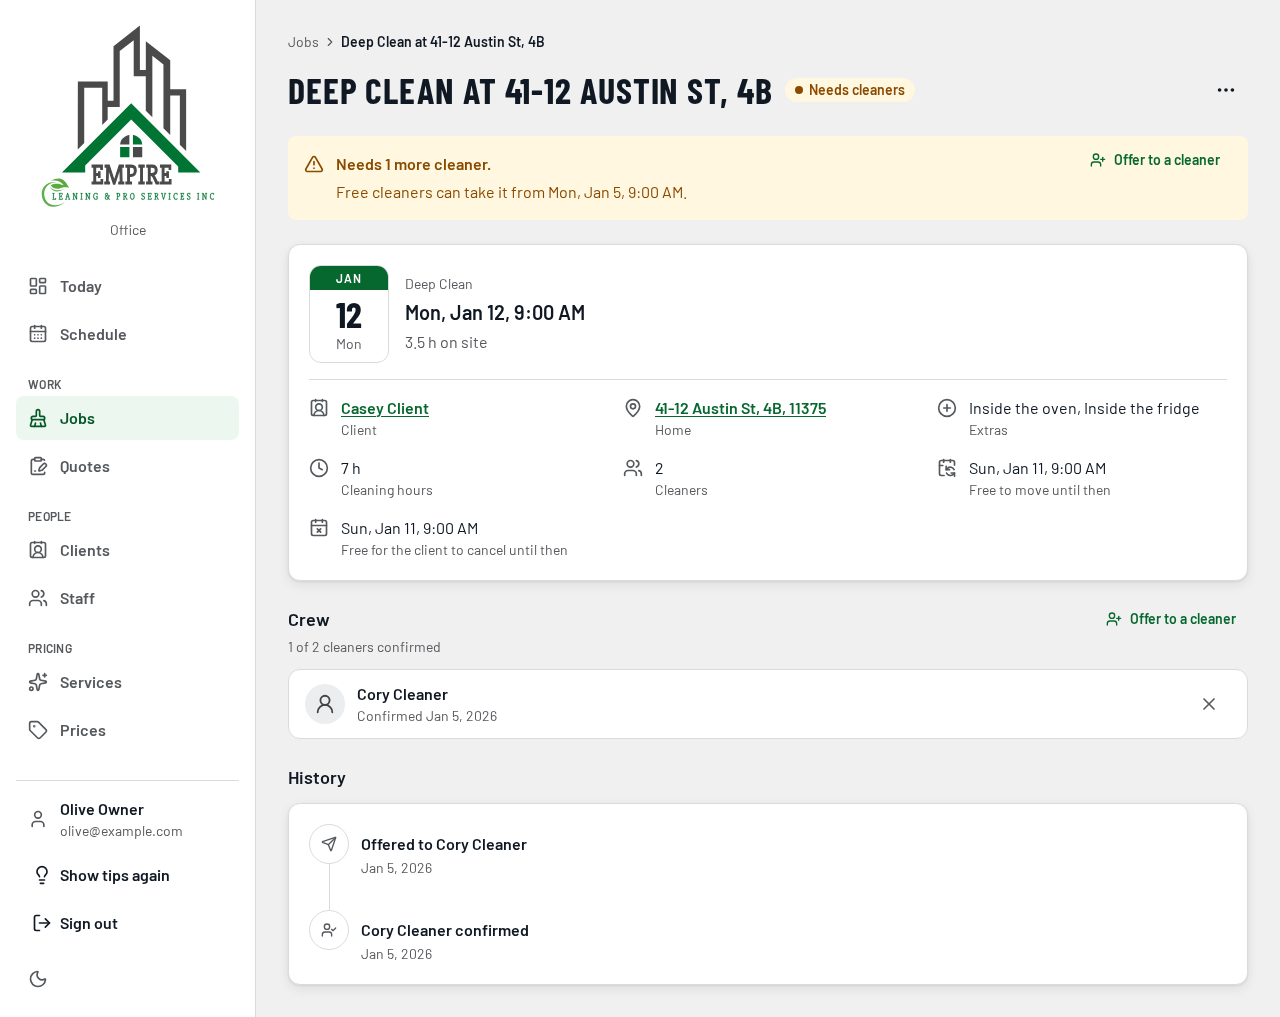 EMPIRE
LEANING & PRO SERVICES INC
Office
Today
Schedule
WORK
Jobs
Quotes
PEOPLE
Clients
Staff
PRICING
Services
Prices
Olive Owner
olive@example.com
Show tips again
Sign out
Jobs > Deep Clean at 41-12 Austin St, 4B
DEEP CLEAN AT 41-12 AUSTIN ST, 4B
Needs cleaners
Needs 1 more cleaner.
Free cleaners can take it from Mon, Jan 5, 9:00 AM.
Offer to a cleaner
JAN
12
Mon
Deep Clean
Mon, Jan 12, 9:00 AM
3.5 h on site
Casey Client
Client
41-12 Austin St, 4B, 11375
Home
Inside the oven, Inside the fridge
Extras
7 h
Cleaning hours
2
Cleaners
Sun, Jan 11, 9:00 AM
Free to move until then
Sun, Jan 11, 9:00 AM
Free for the client to cancel until then
Crew
1 of 2 cleaners confirmed
Offer to a cleaner
Cory Cleaner
Confirmed Jan 5, 2026
History
Offered to Cory Cleaner
Jan 5, 2026
Cory Cleaner confirmed
Jan 5, 2026